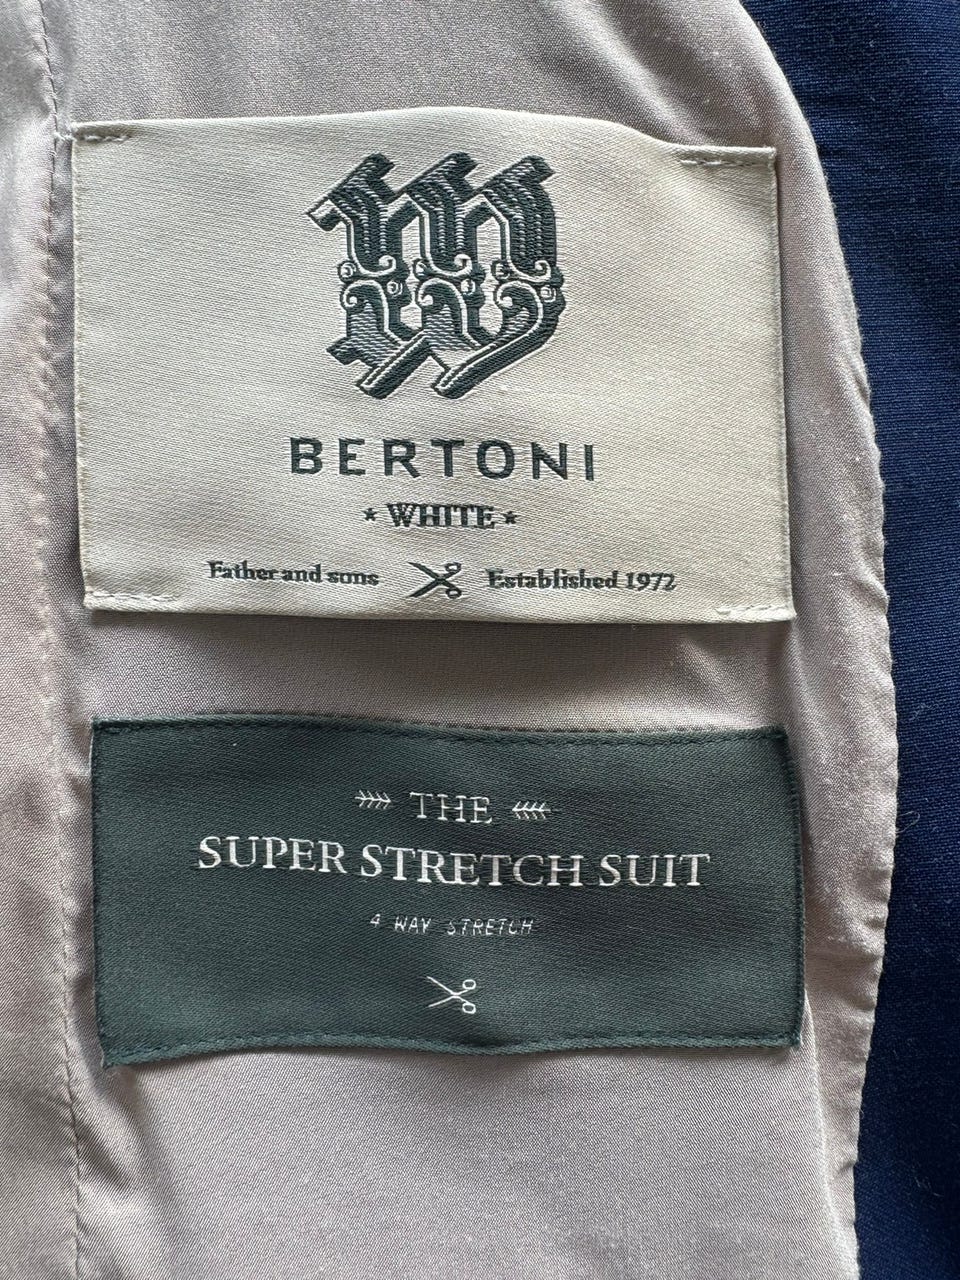 BERTONI
* WHITE *
Father and sons Established 1972
THE
SUPER STRETCH SUIT
4 WAY STRETCH